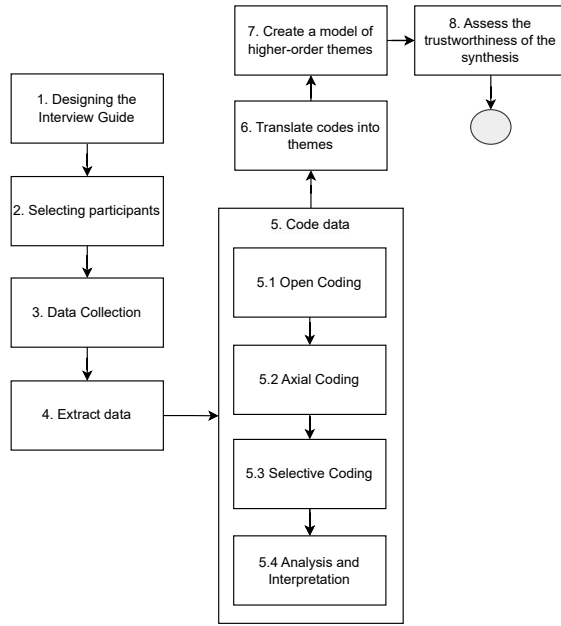 1. Designing the
Interview Guide
2. Selecting participants
3. Data Collection
4. Extract data
5. Code data
5.1 Open Coding
5.2 Axial Coding
5.3 Selective Coding
5.4 Analysis and
Interpretation
6. Translate codes into
themes
7. Create a model of
higher-order themes
8. Assess the
trustworthiness of the
synthesis